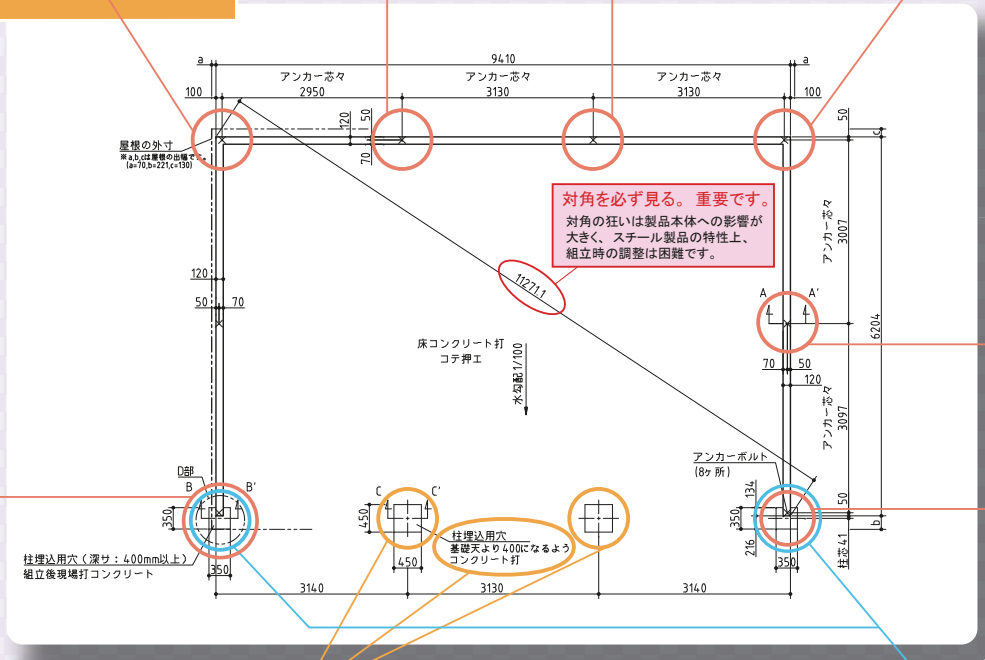 a
9410
a
アンカー芯々
アンカー芯々
アンカー芯々
100
2950
3130
3130
100
120
50
70
50
c
屋根の外寸
※a,b,cは屋根の出幅です。
(a=70,b=221,c=130)
対角を必ず見る。 重要です。
対角の狂いは製品本体への影響が
大きく、スチール製品の特性上、
組立時の調整は困難です。
アンカー芯々
3007
120
50
70
11271.1
A
A'
6204
床コンクリート打
コテ押エ
水勾配1/100
70
50
120
アンカー芯々
3097
アンカーボルト
(8ヶ所)
D部
B
B'
C
C'
350
450
134
350
216
50
b
柱芯41
柱埋込用穴
基礎天より400になるよう
コンクリート打
柱埋込用穴(深サ:400mm以上)
組立後現場打コンクリート
350
450
350
3140
3130
3140